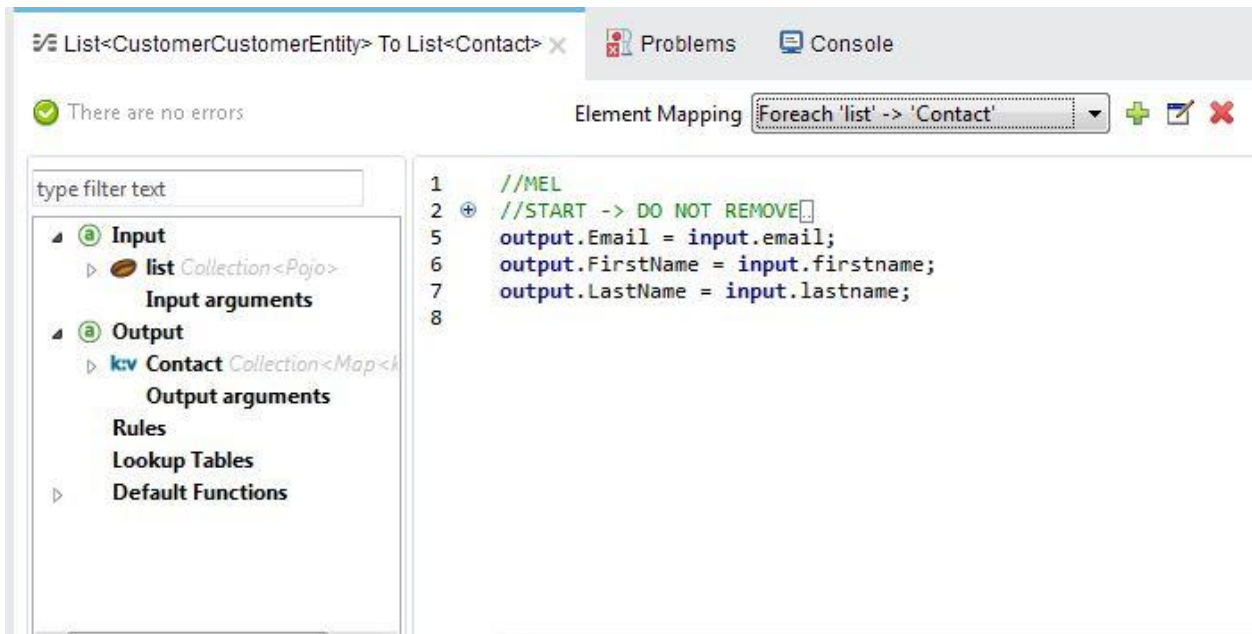 List<CustomerCustomerEntity> To List<Contact> Problems Console
There are no errors Element Mapping Foreach 'list' -> 'Contact'
type filter text
Input
list Collection<Pojo>
Input arguments
Output
k:v Contact Collection<Map<k
Output arguments
Rules
Lookup Tables
Default Functions
1 //MEL
2 //START -> DO NOT REMOVE..
5 output.Email = input.email;
6 output.FirstName = input.firstname;
7 output.LastName = input.lastname;
8